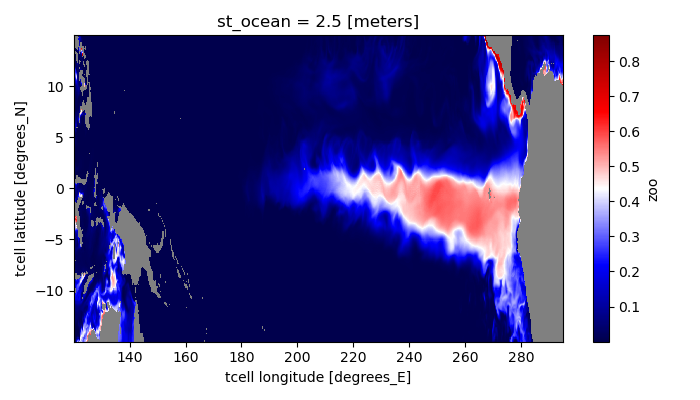 st_ocean = 2.5 [meters]
10
5
0
−5
−10
tcell latitude [degrees_N]
140 160 180 200 220 240 260 280
tcell longitude [degrees_E]
0.8
0.7
0.6
0.5
0.4
0.3
0.2
0.1
zoo